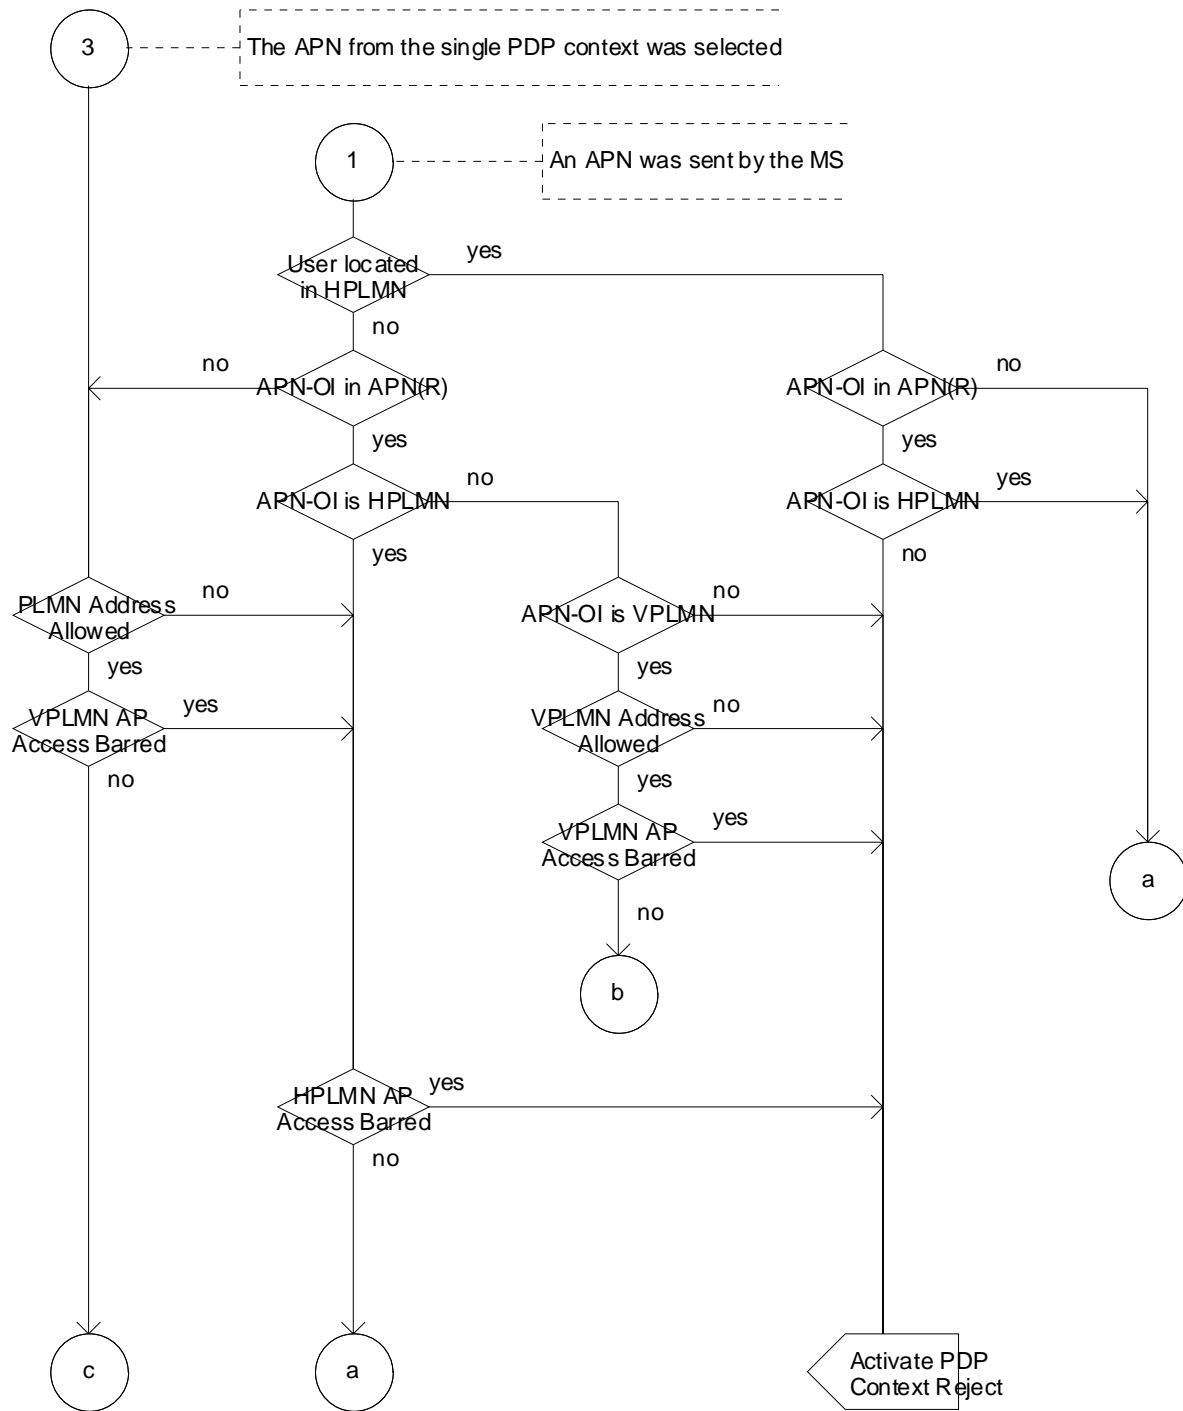 3
The APN from the single PDP context was selected
1
An APN was sent by the MS
User located
in HPLMN
yes
no
no
APN-OI in APN(R)
yes
APN-OI in APN(R)
no
yes
APN-OI is HPLMN
no
yes
APN-OI is HPLMN
yes
no
PLMN Address
Allowed
no
yes
APN-OI is VPLMN
no
yes
VPLMN AP
Access Barred
yes
no
VPLMN Address
Allowed
no
yes
VPLMN AP
Access Barred
yes
no
a
b
HPLMN AP
Access Barred
yes
no
c
a
Activate PDP
Context Reject